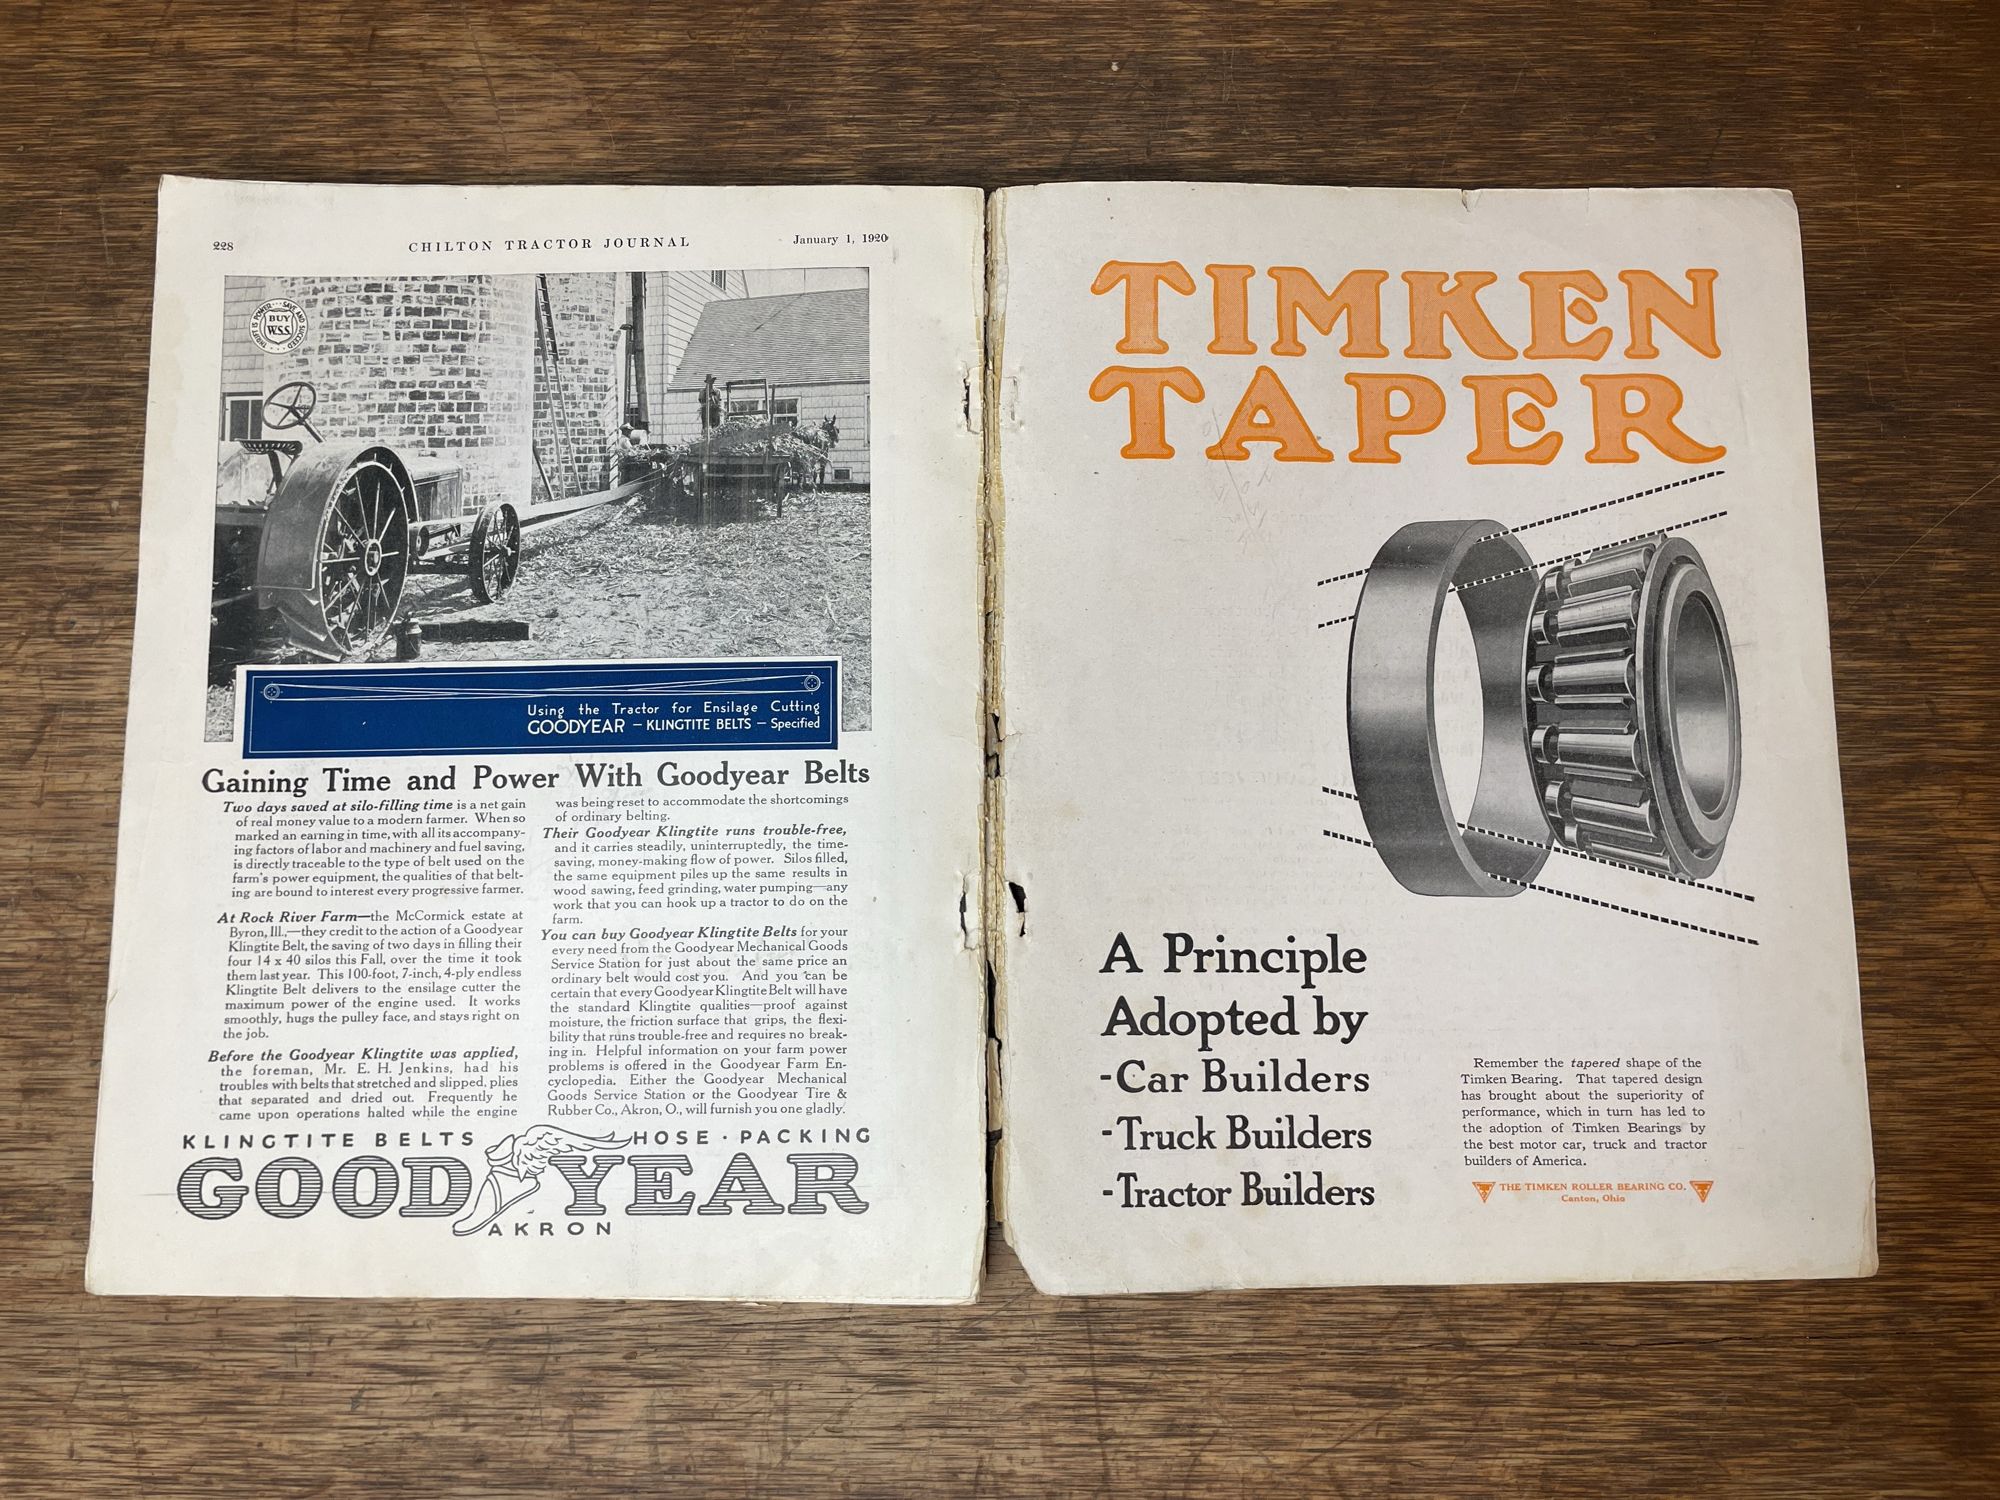 228
CHILTON TRACTOR JOURNAL
January 1, 1920
THRIFT IS POWER · SAVE AND SUCCEED
BUY
W.S.S.
Using the Tractor for Ensilage Cutting
GOODYEAR – KLINGTITE BELTS – Specified
Gaining Time and Power With Goodyear Belts
Two days saved at silo-filling time is a net gain
of real money value to a modern farmer. When so
marked an earning in time, with all its accompany-
ing factors of labor and machinery and fuel saving,
is directly traceable to the type of belt used on the
farm's power equipment, the qualities of that belt-
ing are bound to interest every progressive farmer.
At Rock River Farm—the McCormick estate at
Byron, Ill.,—they credit to the action of a Goodyear
Klingtite Belt, the saving of two days in filling their
four 14 x 40 silos this Fall, over the time it took
them last year. This 100-foot, 7-inch, 4-ply endless
Klingtite Belt delivers to the ensilage cutter the
maximum power of the engine used. It works
smoothly, hugs the pulley face, and stays right on
the job.
Before the Goodyear Klingtite was applied,
the foreman, Mr. E. H. Jenkins, had his
troubles with belts that stretched and slipped, plies
that separated and dried out. Frequently he
came upon operations halted while the engine
was being reset to accommodate the shortcomings
of ordinary belting.
Their Goodyear Klingtite runs trouble-free,
and it carries steadily, uninterruptedly, the time-
saving, money-making flow of power. Silos filled,
the same equipment piles up the same results in
wood sawing, feed grinding, water pumping—any
work that you can hook up a tractor to do on the
farm.
You can buy Goodyear Klingtite Belts for your
every need from the Goodyear Mechanical Goods
Service Station for just about the same price an
ordinary belt would cost you. And you can be
certain that every Goodyear Klingtite Belt will have
the standard Klingtite qualities—proof against
moisture, the friction surface that grips, the flexi-
bility that runs trouble-free and requires no break-
ing in. Helpful information on your farm power
problems is offered in the Goodyear Farm En-
cyclopedia. Either the Goodyear Mechanical
Goods Service Station or the Goodyear Tire &
Rubber Co., Akron, O., will furnish you one gladly.
KLINGTITE BELTS HOSE · PACKING
GOODYEAR
AKRON
TIMKEN
TAPER
A Principle
Adopted by
-Car Builders
-Truck Builders
-Tractor Builders
Remember the tapered shape of the
Timken Bearing. That tapered design
has brought about the superiority of
performance, which in turn has led to
the adoption of Timken Bearings by
the best motor car, truck and tractor
builders of America.
THE TIMKEN ROLLER BEARING CO.
Canton, Ohio